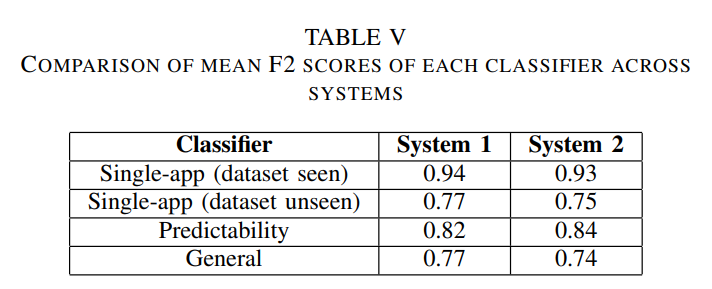 TABLE V
COMPARISON OF MEAN F2 SCORES OF EACH CLASSIFIER ACROSS
SYSTEMS
Classifier System 1 System 2
Single-app (dataset seen) 0.94 0.93
Single-app (dataset unseen) 0.77 0.75
Predictability 0.82 0.84
General 0.77 0.74